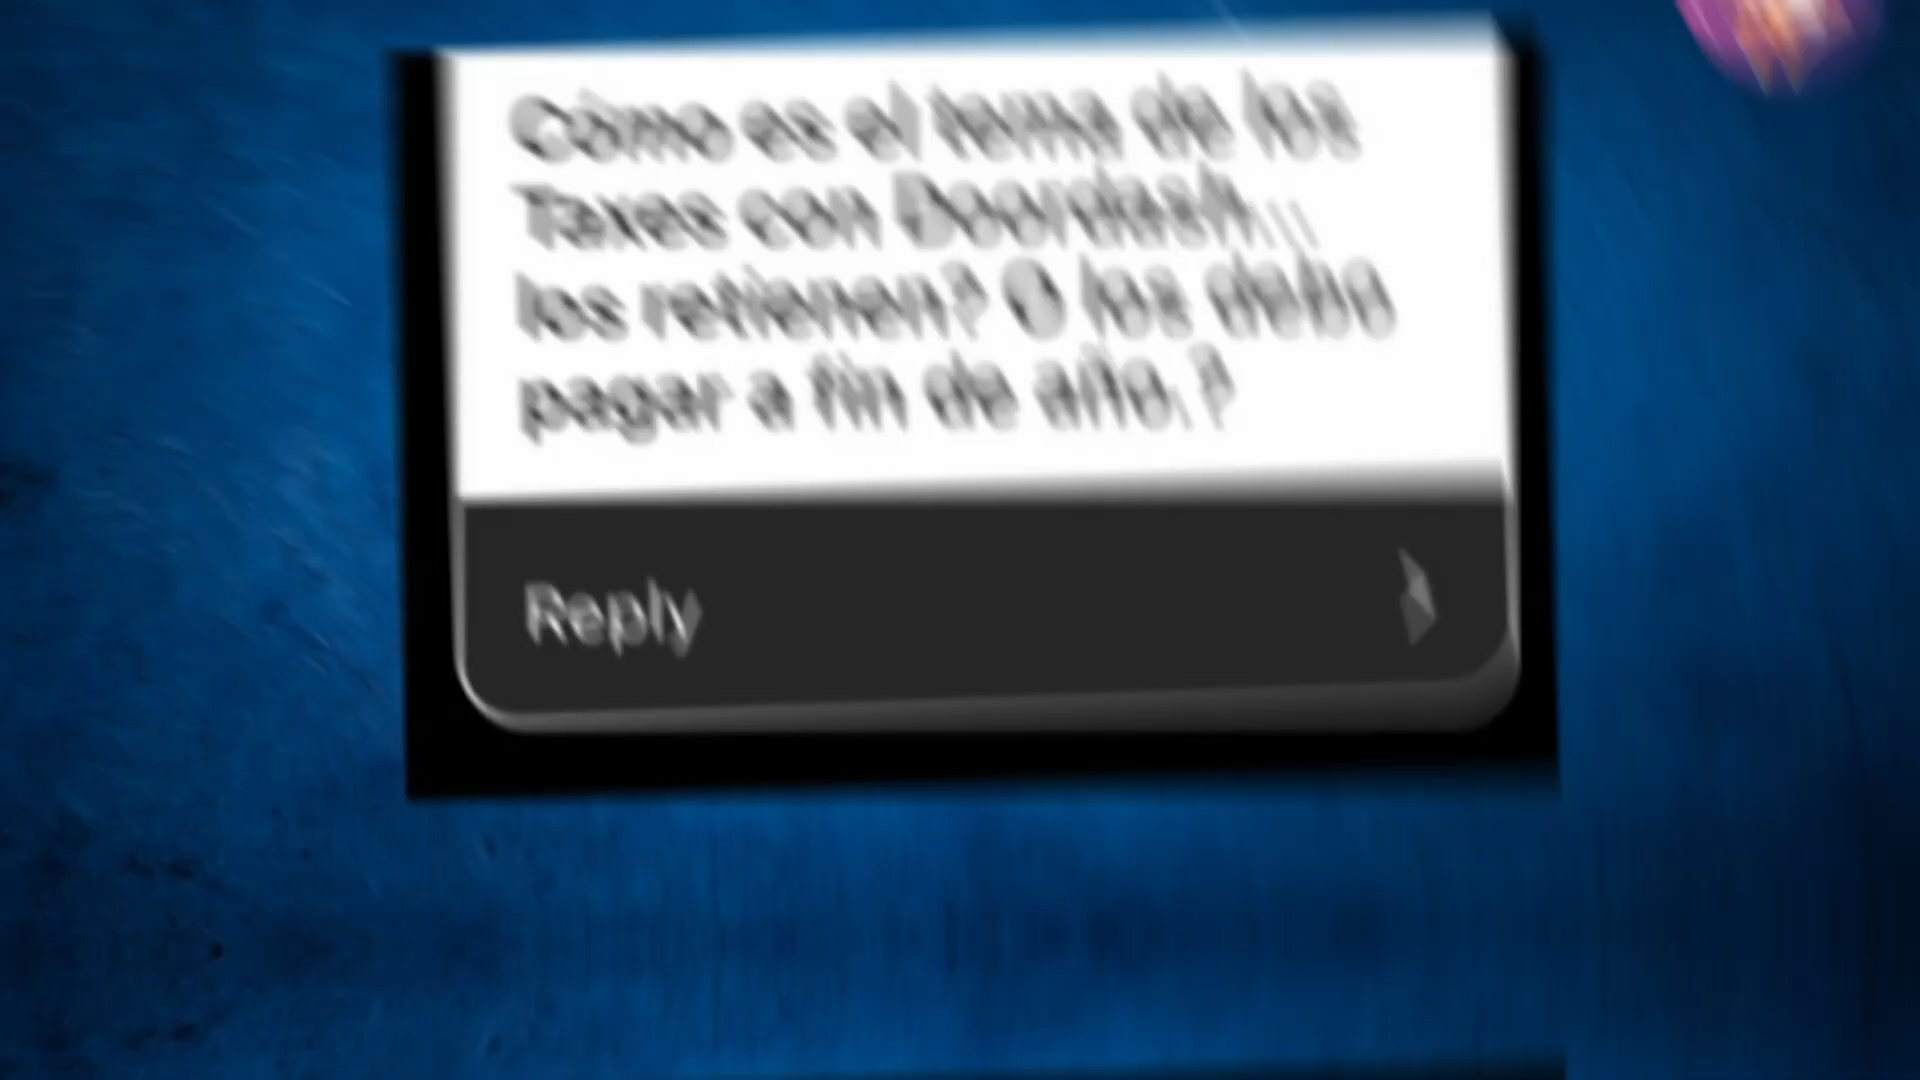 Cómo es el tema de los
Taxes con Doordash...
los retienen? O los debo
pagar a fin de año.?
Reply